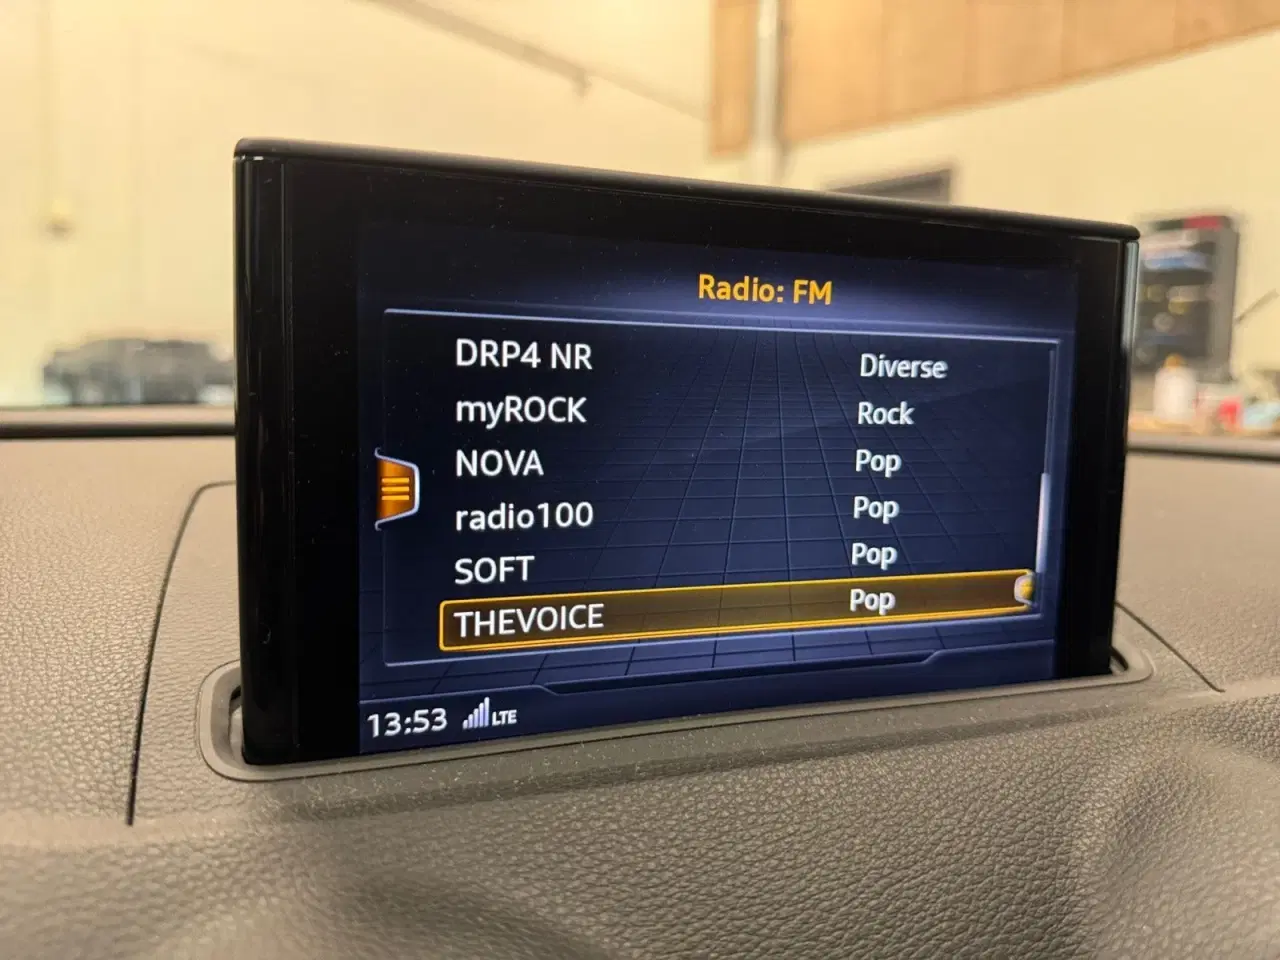 Radio: FM
DRP4 NR Diverse
myROCK Rock
NOVA Pop
radio100 Pop
SOFT Pop
THEVOICE Pop
13:53 LTE